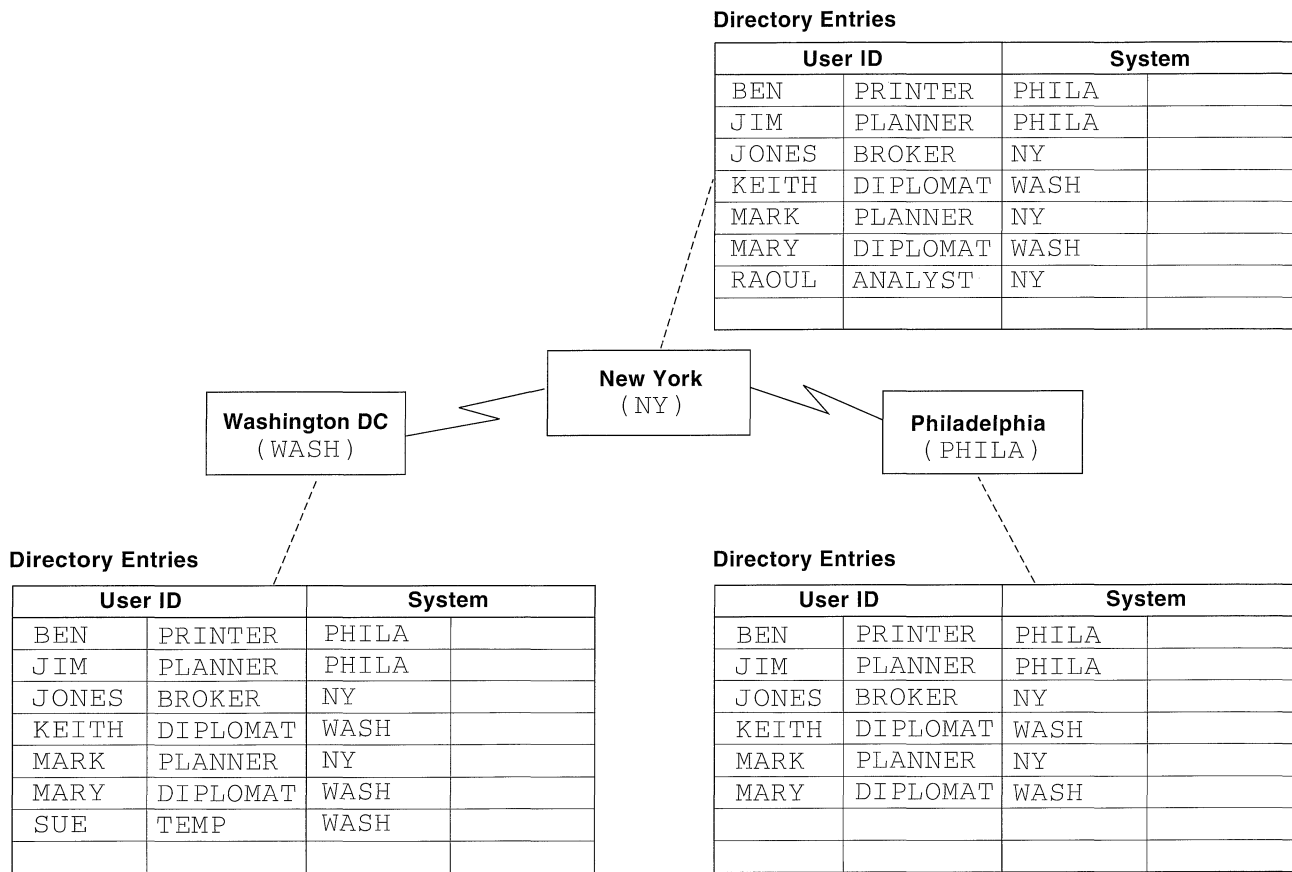 Directory Entries
User ID System
BEN PRINTER PHILA
JIM PLANNER PHILA
JONES BROKER NY
KEITH DIPLOMAT WASH
MARK PLANNER NY
MARY DIPLOMAT WASH
RAOUL ANALYST NY
New York
(NY)
Washington DC
(WASH)
Philadelphia
(PHILA)
Directory Entries
User ID System
BEN PRINTER PHILA
JIM PLANNER PHILA
JONES BROKER NY
KEITH DIPLOMAT WASH
MARK PLANNER NY
MARY DIPLOMAT WASH
SUE TEMP WASH
Directory Entries
User ID System
BEN PRINTER PHILA
JIM PLANNER PHILA
JONES BROKER NY
KEITH DIPLOMAT WASH
MARK PLANNER NY
MARY DIPLOMAT WASH